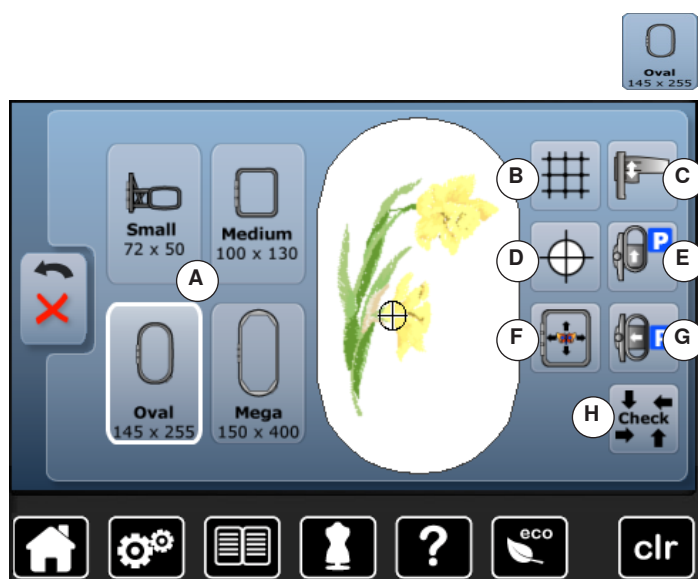 Oval
145 x 255
B
C
Small
72 x 50
Medium
100 x 130
A
P
D
E
F
P
G
H
Check
Oval
145 x 255
Mega
150 x 400
?
eco
clr